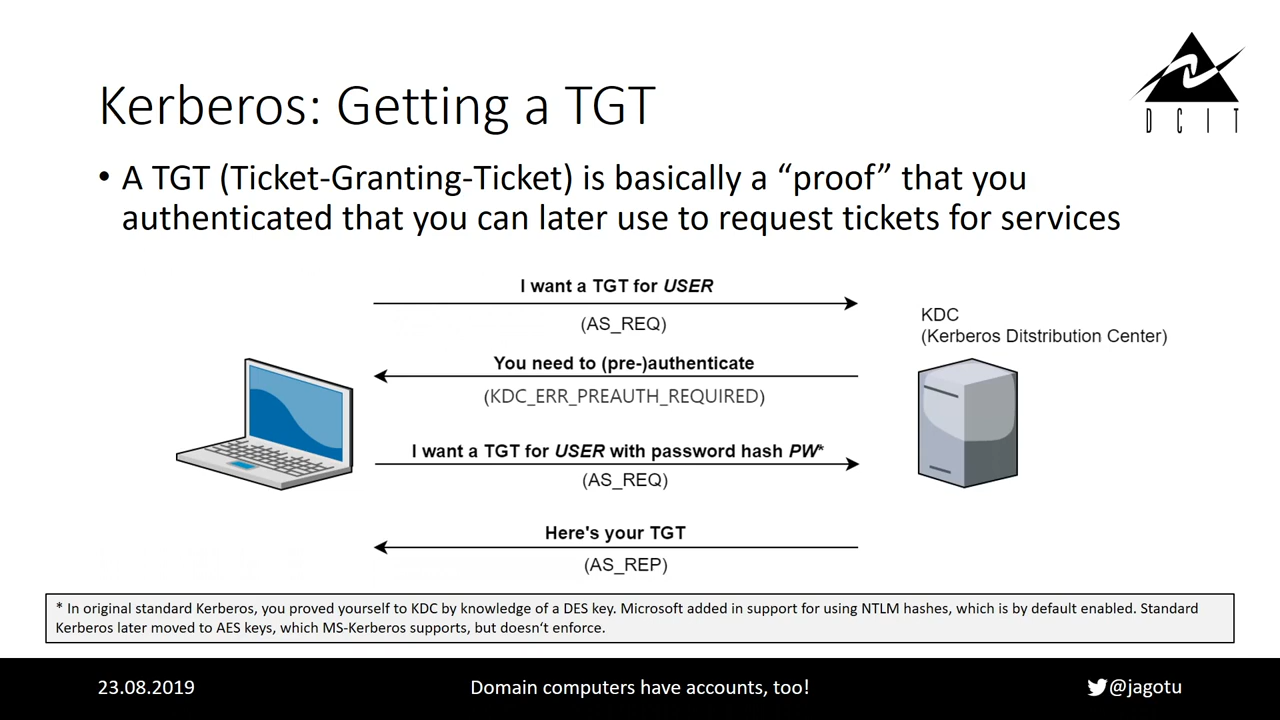 DCIT
Kerberos: Getting a TGT
• A TGT (Ticket-Granting-Ticket) is basically a “proof” that you
authenticated that you can later use to request tickets for services
I want a TGT for USER
(AS_REQ)
KDC
(Kerberos Ditstribution Center)
You need to (pre-)authenticate
(KDC_ERR_PREAUTH_REQUIRED)
I want a TGT for USER with password hash PW*
(AS_REQ)
Here's your TGT
(AS_REP)
* In original standard Kerberos, you proved yourself to KDC by knowledge of a DES key. Microsoft added in support for using NTLM hashes, which is by default enabled. Standard
Kerberos later moved to AES keys, which MS-Kerberos supports, but doesn‘t enforce.
23.08.2019
Domain computers have accounts, too!
@jagotu